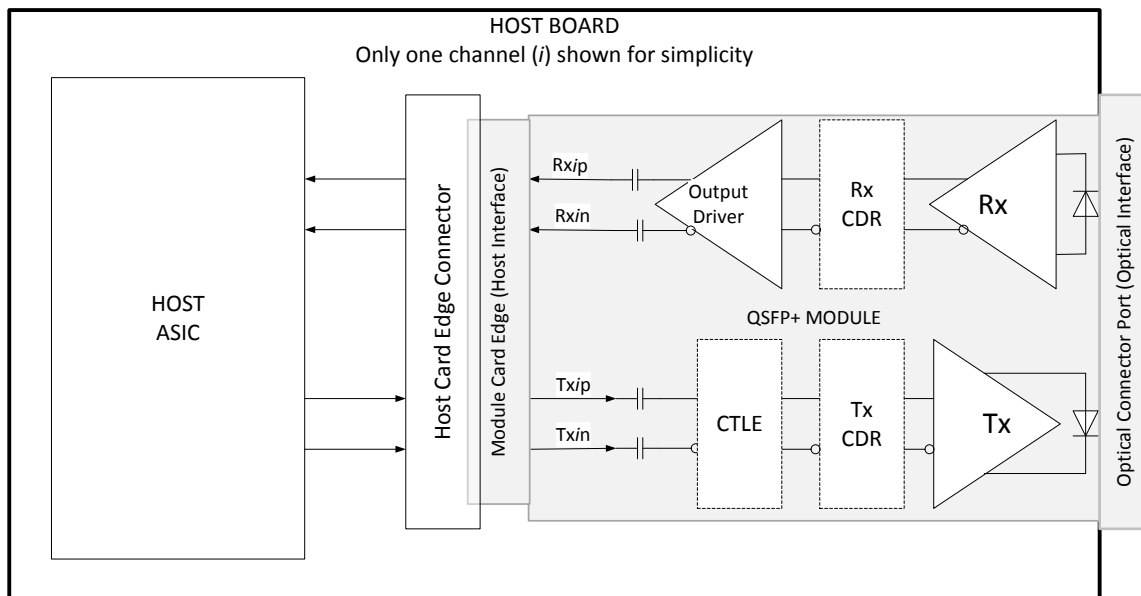 HOST BOARD
Only one channel (i) shown for simplicity
HOST
ASIC
Host Card Edge Connector
Module Card Edge (Host Interface)
Rxip
Rxin
Output
Driver
Rx
CDR
Rx
QSFP+ MODULE
Txip
Txin
CTLE
Tx
CDR
Tx
Optical Connector Port (Optical Interface)